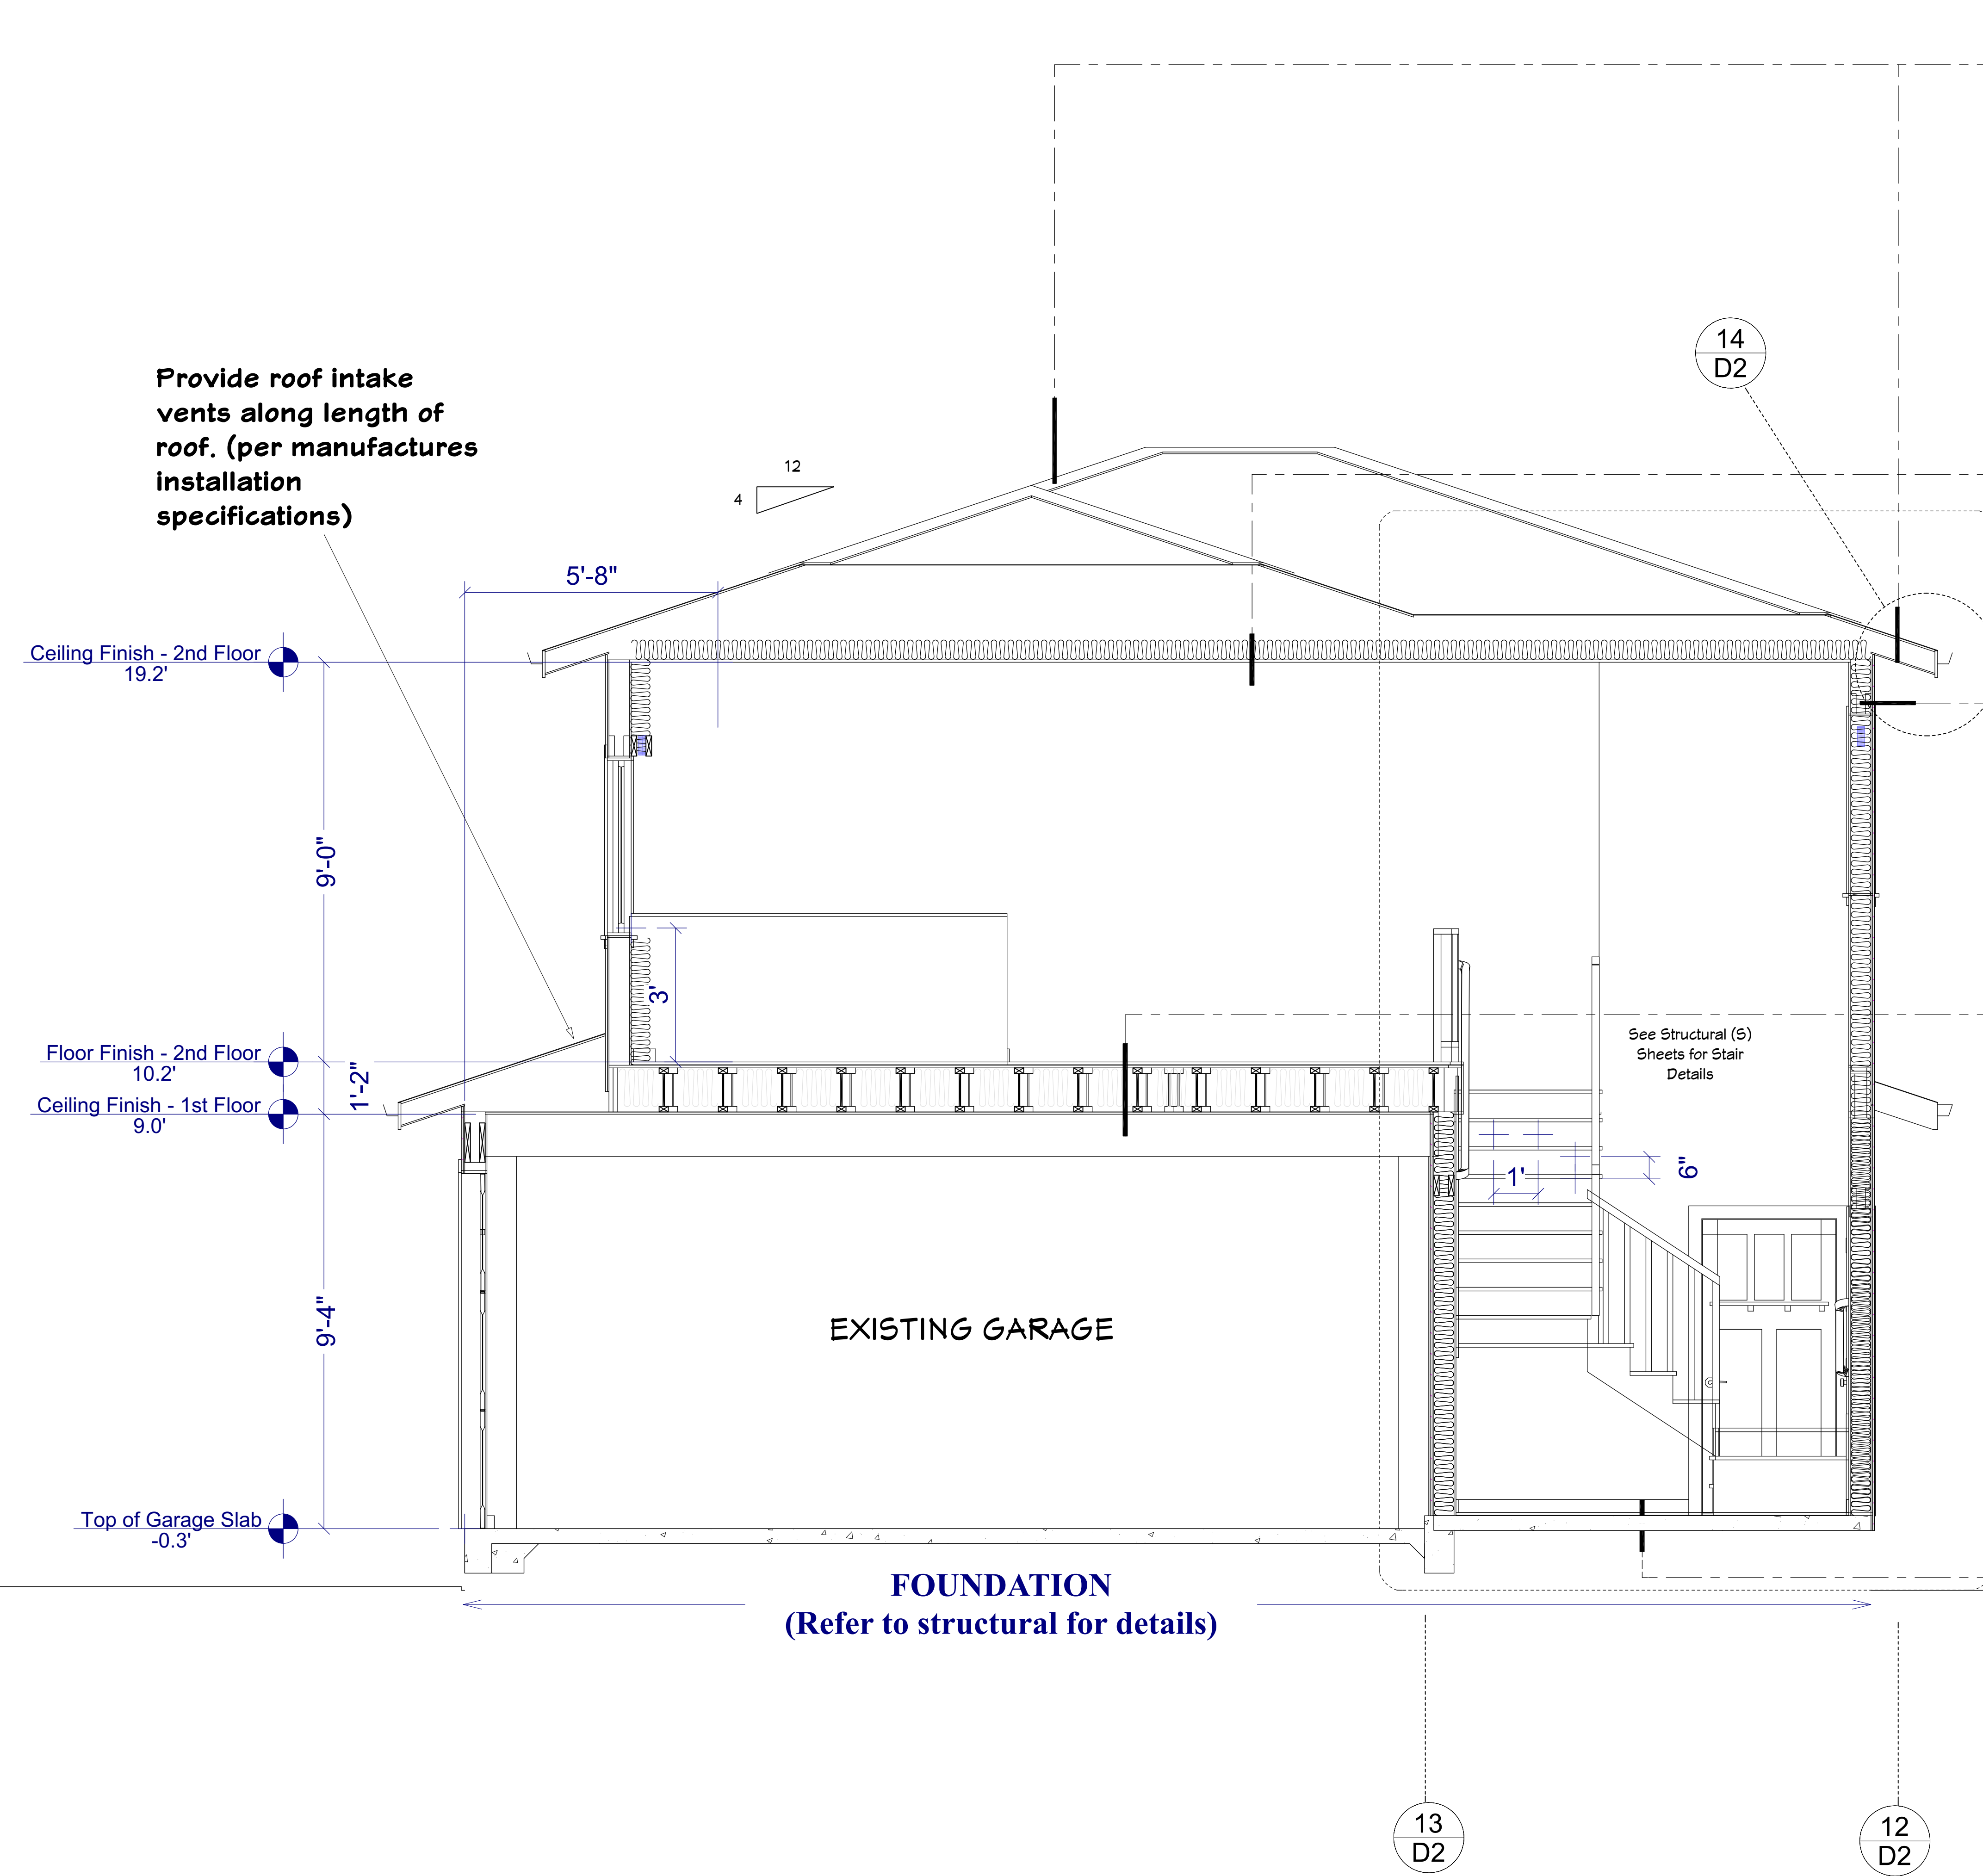 14
D2
Provide roof intake
vents along length of
roof. (per manufactures
installation
specifications)
12
4
5'-8"
Ceiling Finish - 2nd Floor
19.2'
9'-0"
3'
Floor Finish - 2nd Floor
10.2'
1'-2"
Ceiling Finish - 1st Floor
9.0'
See Structural (S)
Sheets for Stair
Details
1'
6"
9'-4"
EXISTING GARAGE
Top of Garage Slab
-0.3'
FOUNDATION
(Refer to structural for details)
13
D2
12
D2